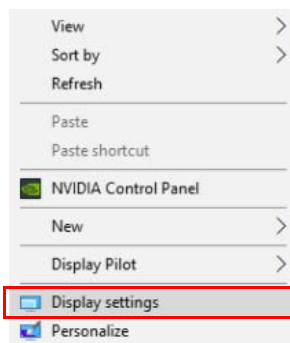 View
Sort by
Refresh
Paste
Paste shortcut
NVIDIA Control Panel
New
Display Pilot
Display settings
Personalize